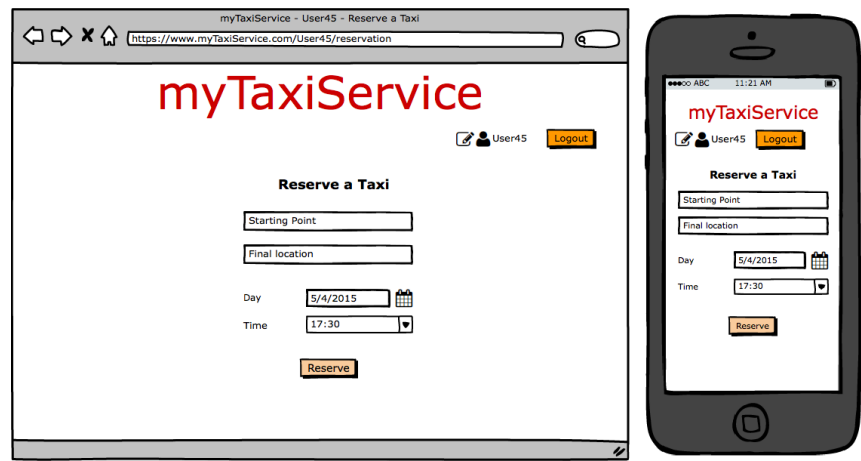 myTaxiService - User45 - Reserve a Taxi
https://www.myTaxiService.com/User45/reservation
myTaxiService
User45 Logout
Reserve a Taxi
Starting Point
Final location
Day 5/4/2015
Time 17:30
Reserve
ABC 11:21 AM
myTaxiService
User45 Logout
Reserve a Taxi
Starting Point
Final location
Day 5/4/2015
Time 17:30
Reserve